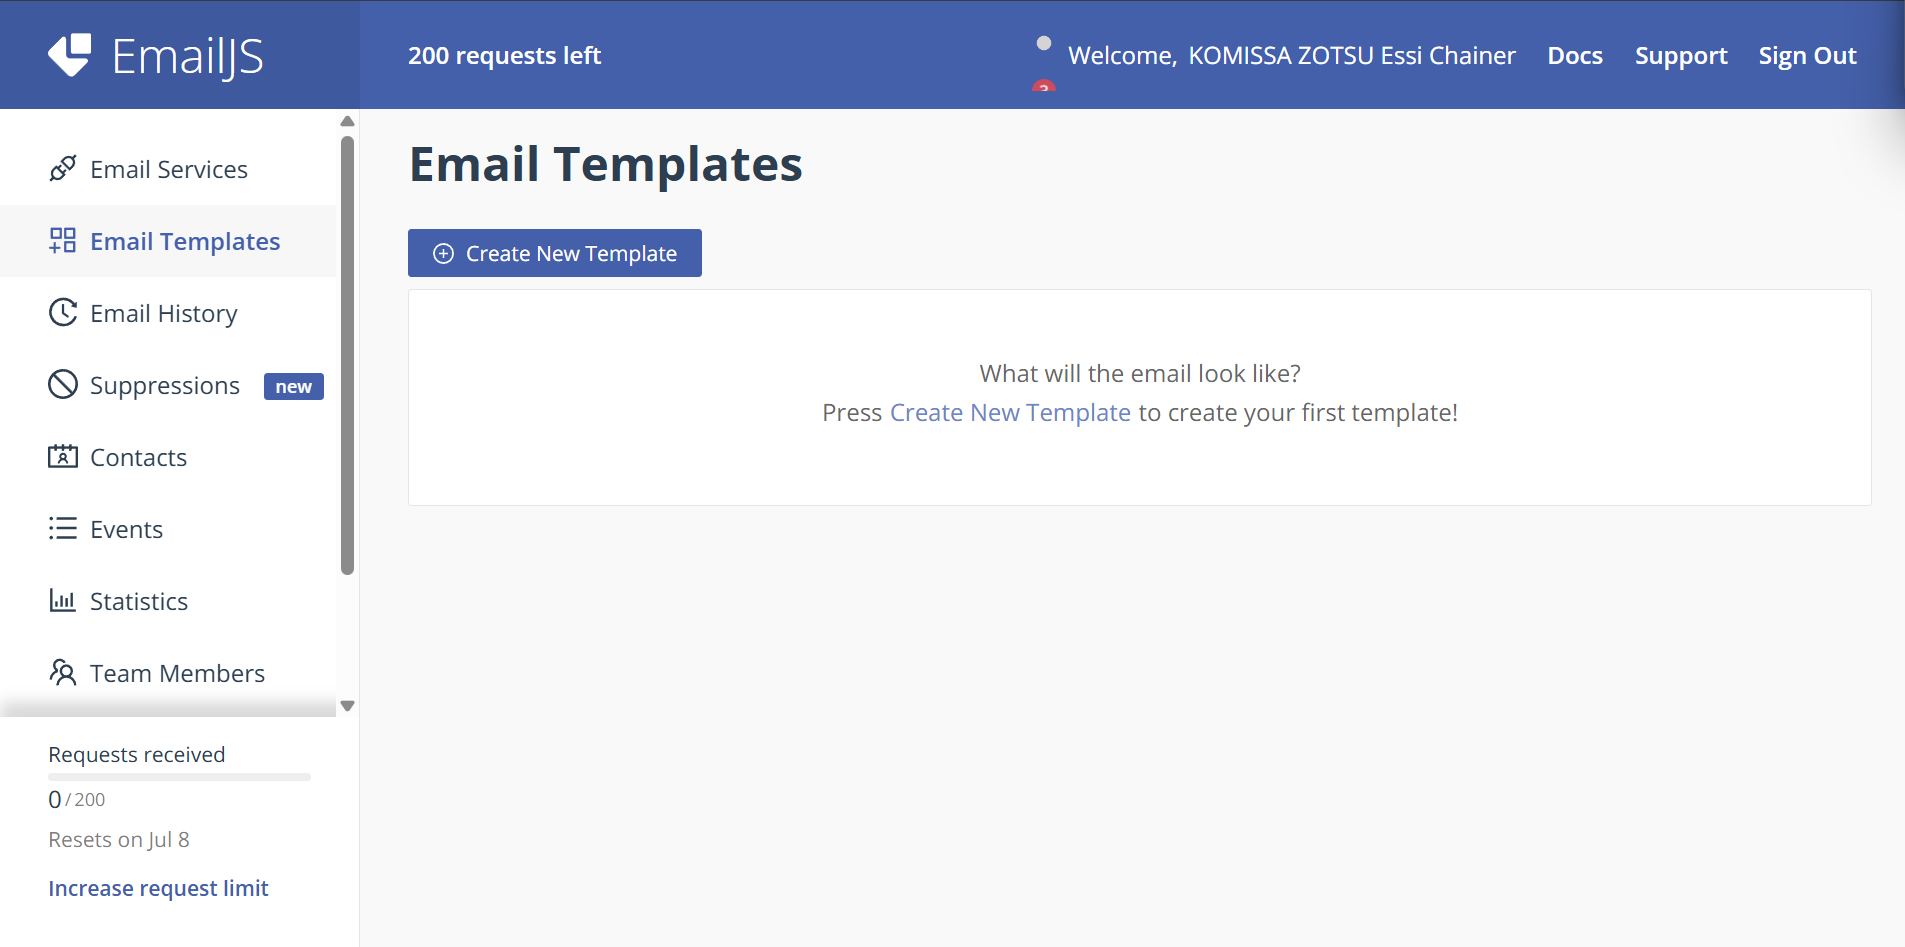 EmailJS
200 requests left
Welcome, KOMISSA ZOTSU Essi Chainer
Docs
Support
Sign Out
Email Services
Email Templates
Email History
Suppressions new
Contacts
Events
Statistics
Team Members
Requests received
0 / 200
Resets on Jul 8
Increase request limit
Email Templates
Create New Template
What will the email look like?
Press Create New Template to create your first template!